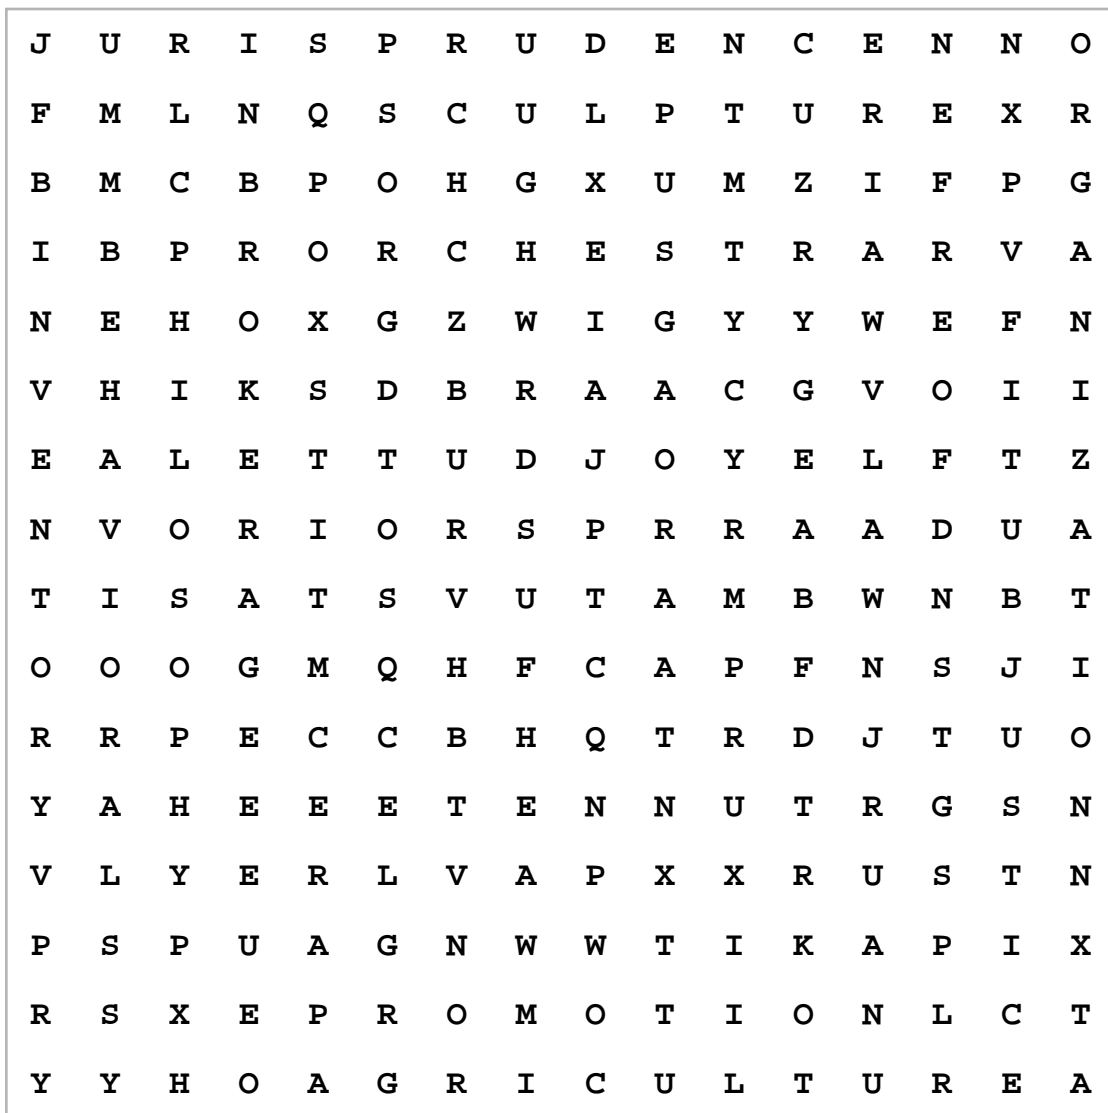 J U R I S P R U D E N C E N N O
F M L N Q S C U L P T U R E X R
B M C B P O H G X U M Z I F P G
I B P R O R C H E S T R A R V A
N E H O X G Z W I G Y Y W E F N
V H I K S D B R A A C G V O I I
E A L E T T U D J O Y E L F T Z
N V O R I O R S P R R A A D U A
T I S A T S V U T A M B W N B T
O O O G M Q H F C A P F N S J I
R R P E C C B H Q T R D J T U O
Y A H E E E T E N N U T R G S N
V L Y E R L V A P X X R U S T N
P S P U A G N W W T I K A P I X
R S X E P R O M O T I O N L C T
Y Y H O A G R I C U L T U R E A